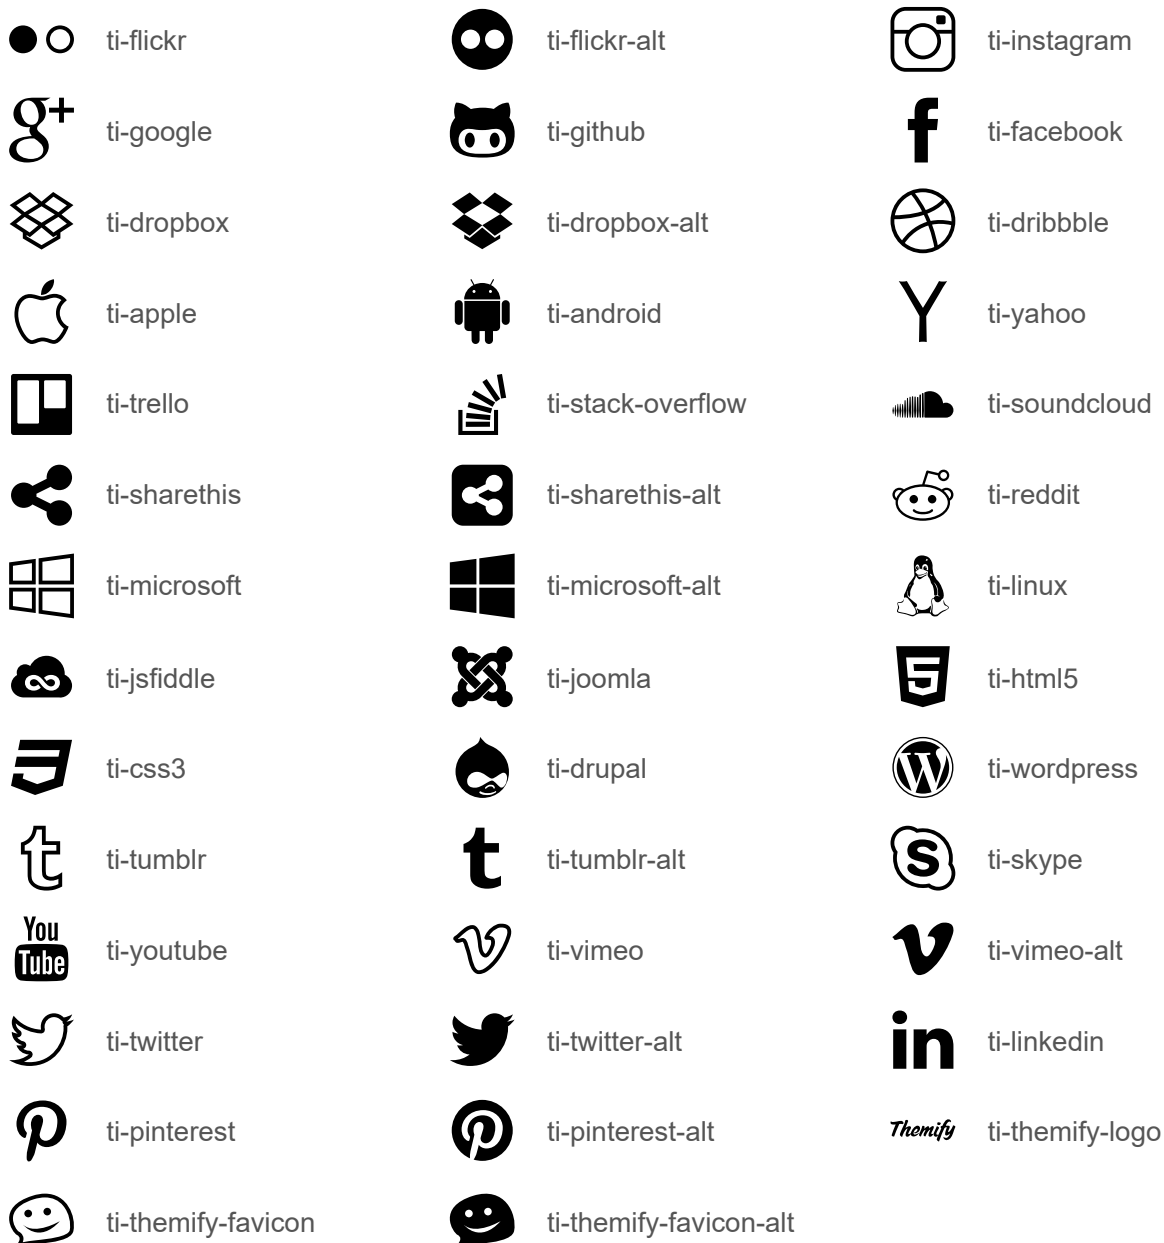 ti-flickr ti-flickr-alt ti-instagram
g+ ti-google ti-github f ti-facebook
ti-dropbox ti-dropbox-alt ti-dribbble
ti-apple ti-android Y ti-yahoo
ti-trello ti-stack-overflow ti-soundcloud
ti-sharethis ti-sharethis-alt ti-reddit
ti-microsoft ti-microsoft-alt ti-linux
ti-jsfiddle ti-joomla 5 ti-html5
3 ti-css3 ti-drupal W ti-wordpress
t ti-tumblr t ti-tumblr-alt S ti-skype
You
Tube ti-youtube v ti-vimeo v ti-vimeo-alt
ti-twitter ti-twitter-alt in ti-linkedin
p ti-pinterest p ti-pinterest-alt Themify ti-themify-logo
ti-themify-favicon ti-themify-favicon-alt